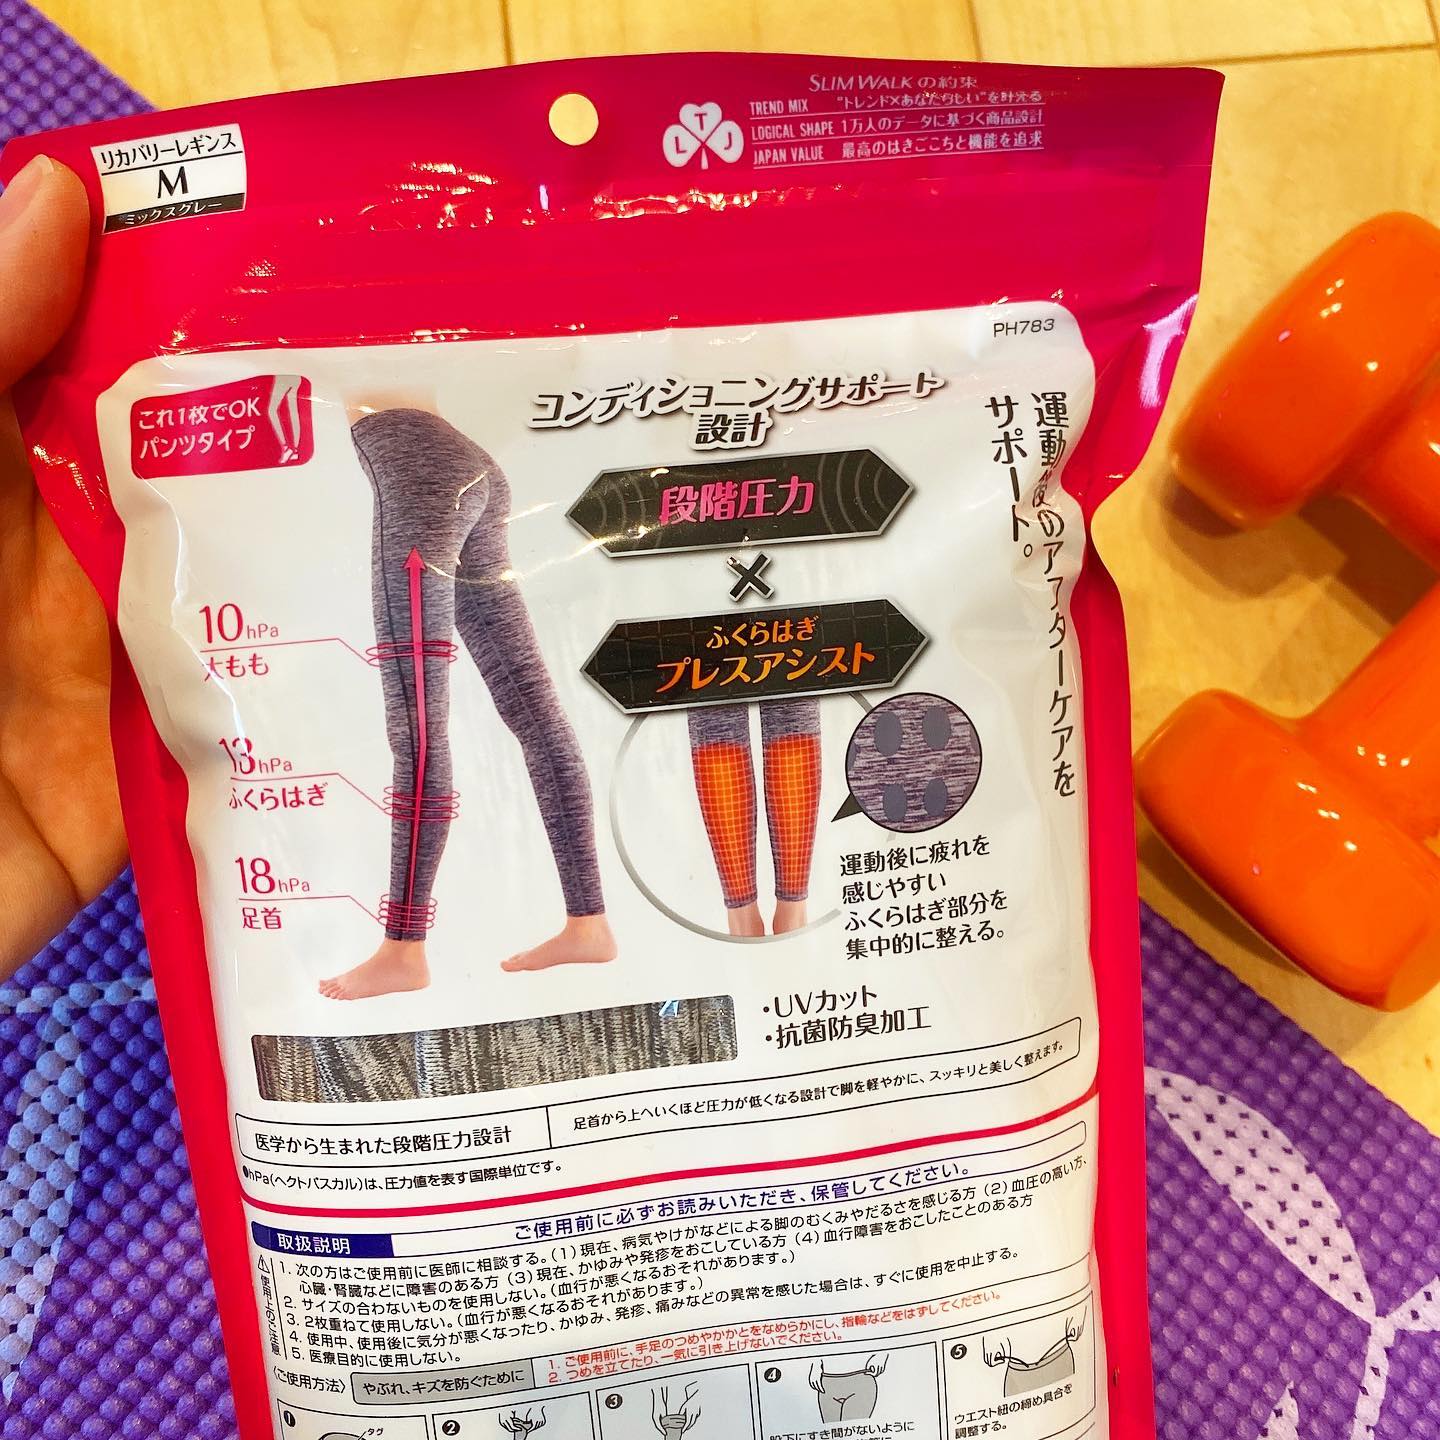 SLIMWALKの約束
TREND MIX "トレンド×あなたらしい"を叶える
LOGICAL SHAPE 1万人のデータに基づく商品設計
JAPAN VALUE 最高のはきごこちと機能を追求
L T J
リカバリーレギンス
M
ミックスグレー
PH783
これ1枚でOK
パンツタイプ
コンディショニングサポート
設計
段階圧力
×
ふくらはぎ
プレスアシスト
運動後のアフターケアを
サポート。
10hPa
太もも
13hPa
ふくらはぎ
18hPa
足首
運動後に疲れを
感じやすい
ふくらはぎ部分を
集中的に整える。
・UVカット
・抗菌防臭加工
医学から生まれた段階圧力設計
足首から上へいくほど圧力が低くなる設計で脚を軽やかに、スッキリと美しく整えます。
●hPa(ヘクトパスカル)は、圧力値を表す国際単位です。
取扱説明
ご使用前に必ずお読みいただき、保管してください。
使用上のご注意
1. 次の方はご使用前に医師に相談する。(1)現在、病気やけがなどによる脚のむくみやだるさを感じる方 (2)血圧の高い方、
心臓・腎臓などに障害のある方 (3)現在、かゆみや発疹をおこしている方 (4)血行障害をおこしたことのある方
2. サイズの合わないものを使用しない。(血行が悪くなるおそれがあります。)
3. 2枚重ねて使用しない。(血行が悪くなるおそれがあります。)
4. 使用中、使用後に気分が悪くなったり、かゆみ、発疹、痛みなどの異常を感じた場合は、すぐに使用を中止する。
5. 医療目的に使用しない。
〈ご使用方法〉
やぶれ、キズを防ぐために
1. ご使用前に、手足のつめやかかとをなめらかにし、指輪などをはずしてください。
2. つめを立てたり、一気に引き上げないでください。
1
タグ
2
3
4
股下にすき間がないように
5
ウエスト紐の締め具合を
調整する。